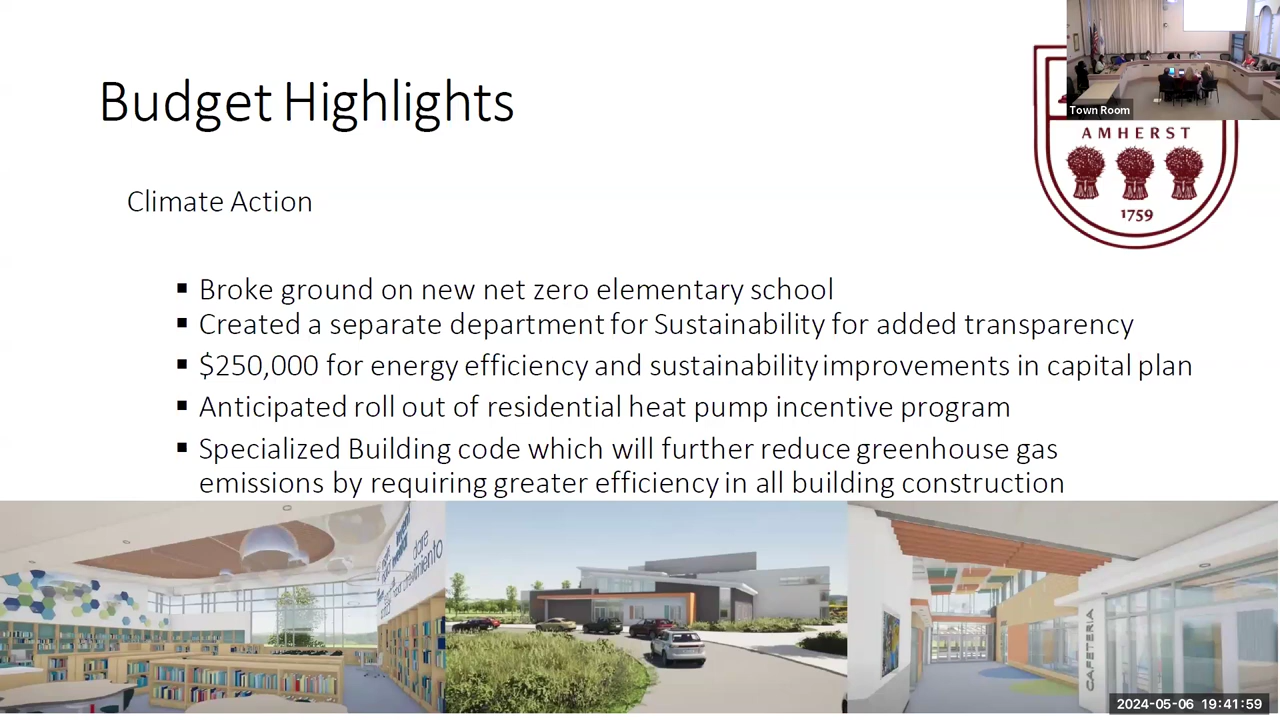 Budget Highlights
Town Room
AMHERST
1759
Climate Action
▪ Broke ground on new net zero elementary school
▪ Created a separate department for Sustainability for added transparency
▪ $250,000 for energy efficiency and sustainability improvements in capital plan
▪ Anticipated roll out of residential heat pump incentive program
▪ Specialized Building code which will further reduce greenhouse gas
emissions by requiring greater efficiency in all building construction
CAFETERIA
2024-05-06 19:41:59